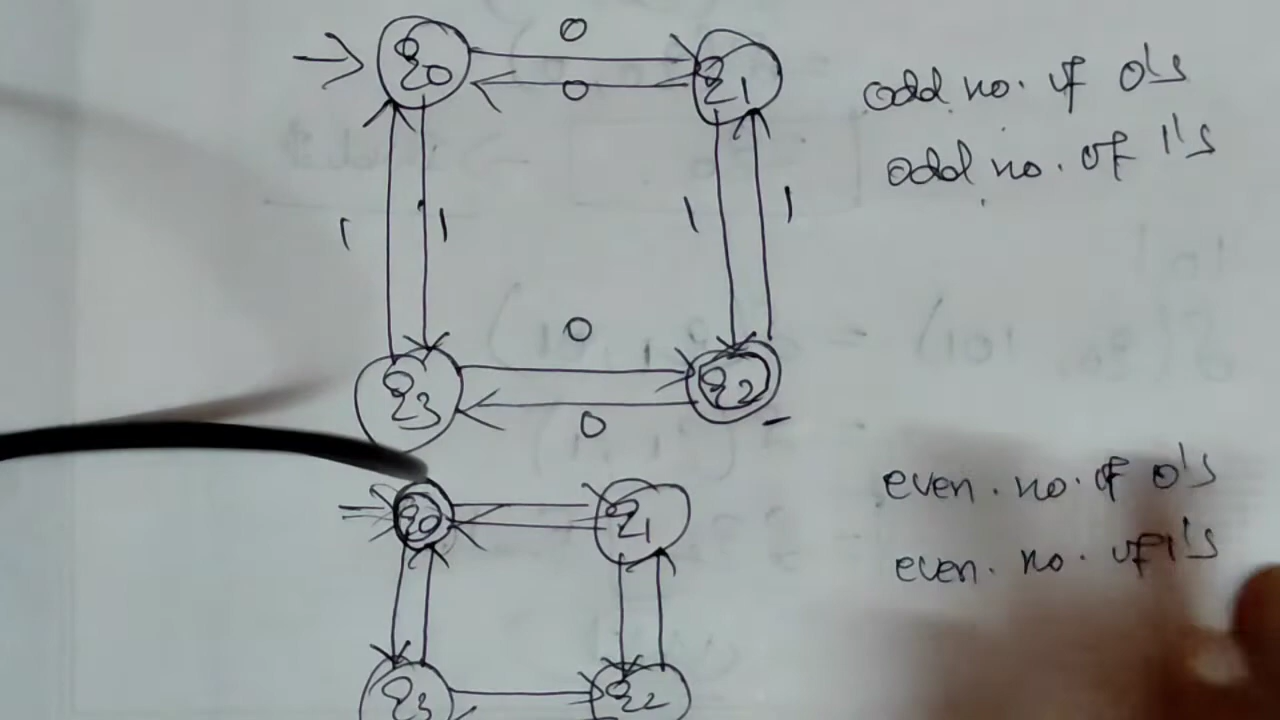 0
q0
q1
odd no. of 0's
0
odd no. of 1's
1
1
1
1
0
q3
q2
0
even. no. of 0's
q0
q1
even. no. of 1's
q3
q2